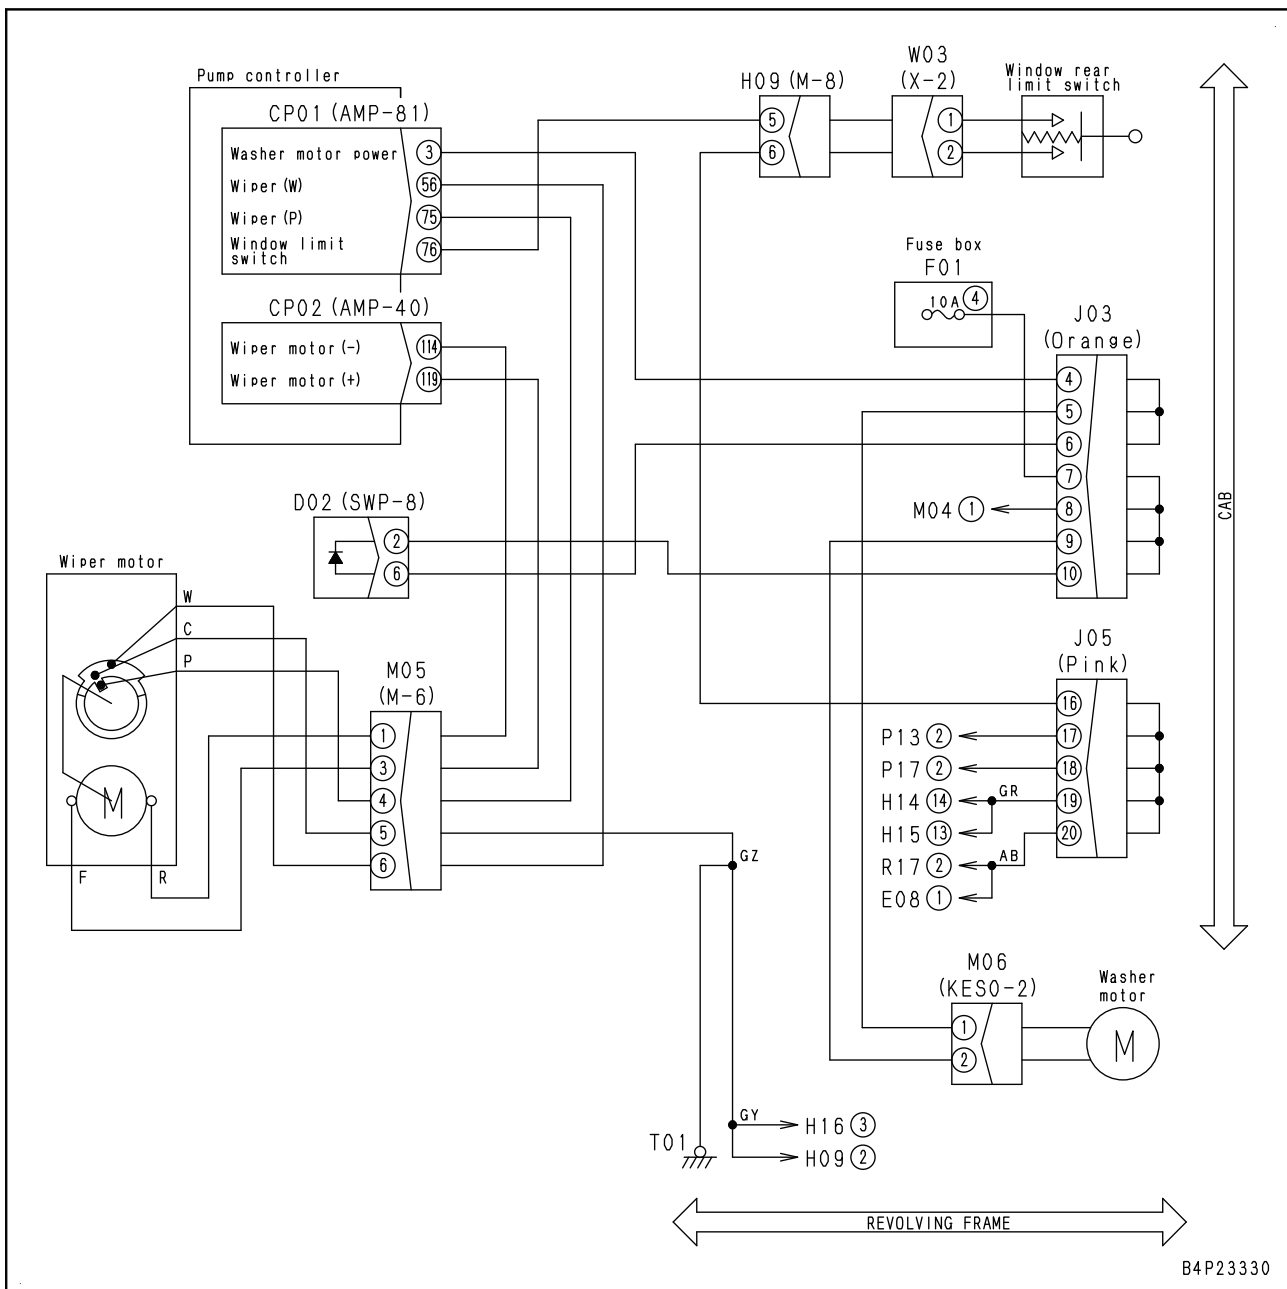 Pump controller
CP01 (AMP-81)
Washer motor power 3
Wiper (W) 56
Wiper (P) 75
Window limit
switch 76
CP02 (AMP-40)
Wiper motor (-) 114
Wiper motor (+) 119
H09 (M-8)
5
6
W03
(X-2)
1
2
Window rear
limit switch
Fuse box
F01
10A 4
J03
(Orange)
4
5
6
7
8
9
10
M04 1
D02 (SWP-8)
2
6
Wiper motor
W
C
P
M
F
R
M05
(M-6)
1
3
4
5
6
J05
(Pink)
16
17
18
19
20
P13 2
P17 2
H14 14
GR
H15 13
R17 2
AB
E08 1
GZ
M06
(KES0-2)
1
2
Washer
motor
M
GY
H16 3
H09 2
T01
CAB
REVOLVING FRAME
B4P23330